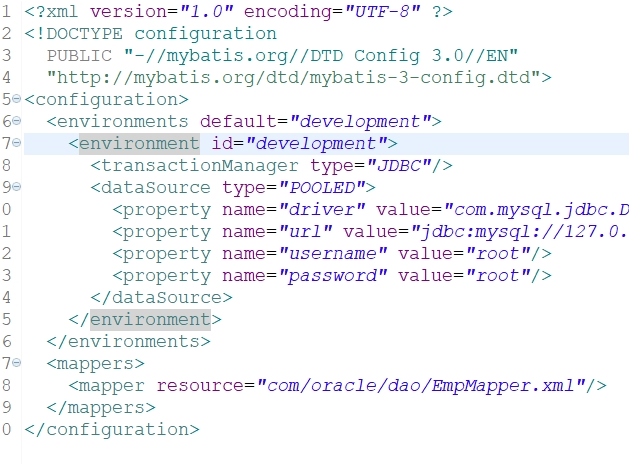 1 <?xml version="1.0" encoding="UTF-8" ?>
2 <!DOCTYPE configuration
3   PUBLIC "-//mybatis.org//DTD Config 3.0//EN"
4   "http://mybatis.org/dtd/mybatis-3-config.dtd">
5 <configuration>
6   <environments default="development">
7     <environment id="development">
8       <transactionManager type="JDBC"/>
9       <dataSource type="POOLED">
0         <property name="driver" value="com.mysql.jdbc.D
1         <property name="url" value="jdbc:mysql://127.0.
2         <property name="username" value="root"/>
3         <property name="password" value="root"/>
4       </dataSource>
5     </environment>
6   </environments>
7   <mappers>
8     <mapper resource="com/oracle/dao/EmpMapper.xml"/>
9   </mappers>
0 </configuration>